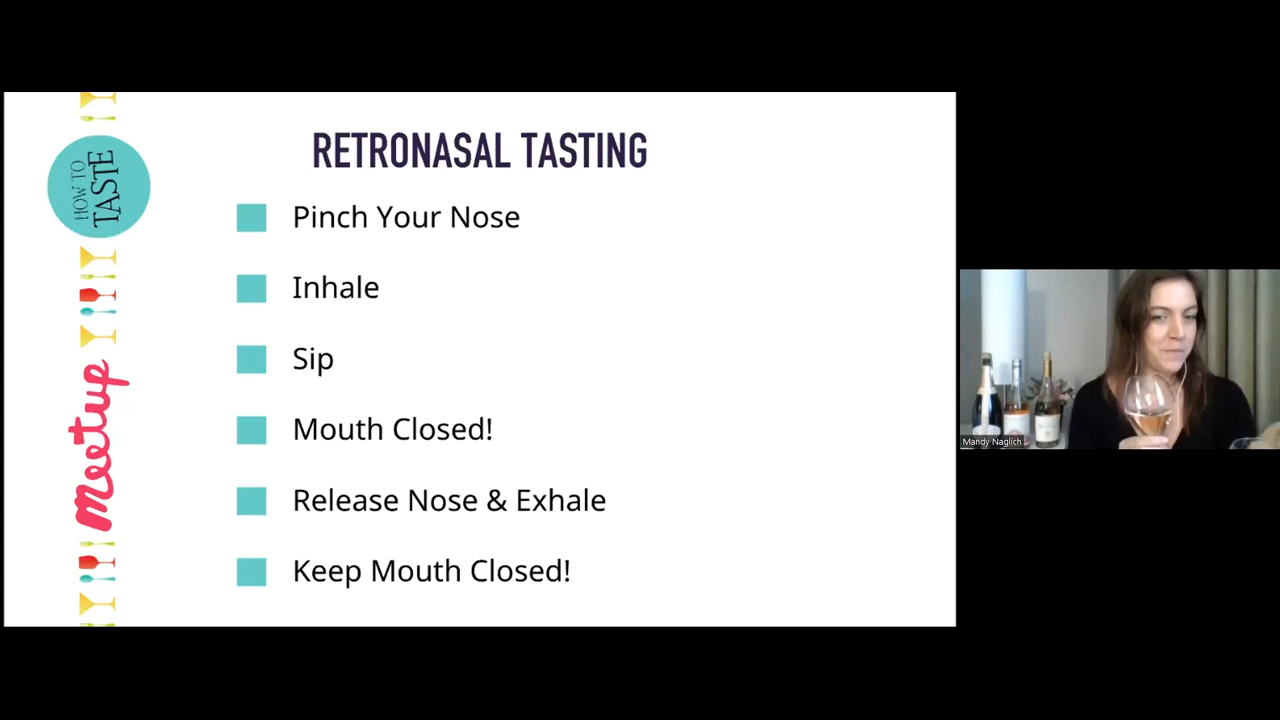 RETRONASAL TASTING
HOW TO
TASTE
Pinch Your Nose
Inhale
Sip
Mouth Closed!
Release Nose & Exhale
Keep Mouth Closed!
meetup
Mandy Naglich